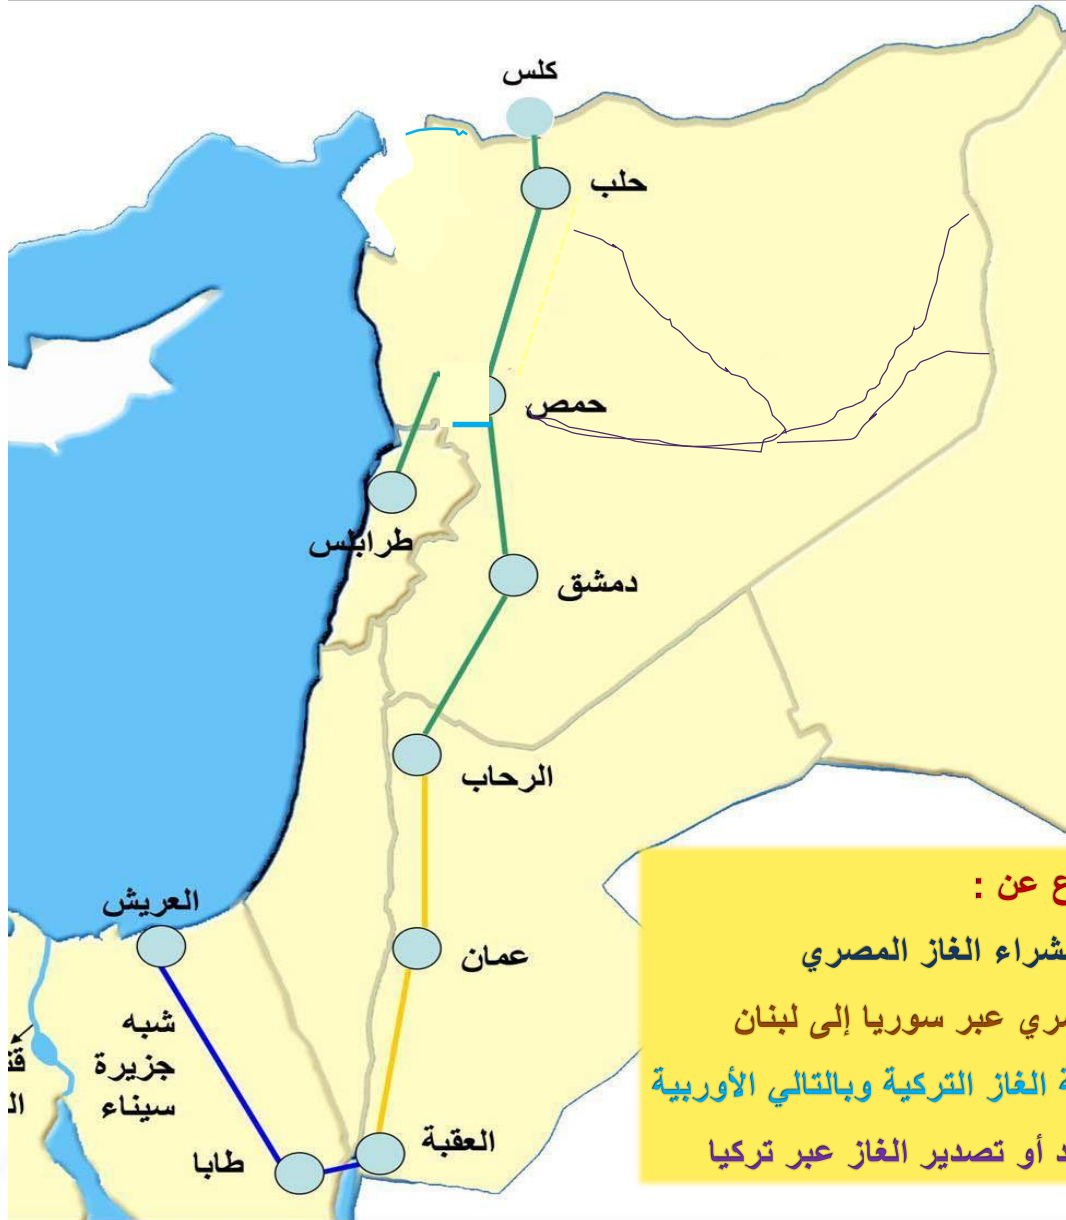 كلس
حلب
حمص
طرابلس
دمشق
الرحاب
العريش
عمان
شبه
جزيرة
سيناء
العقبة
طابا
ع عن :
شراء الغاز المصري
ري عبر سوريا إلى لبنان
ة الغاز التركية وبالتالي الأوربية
د أو تصدير الغاز عبر تركيا